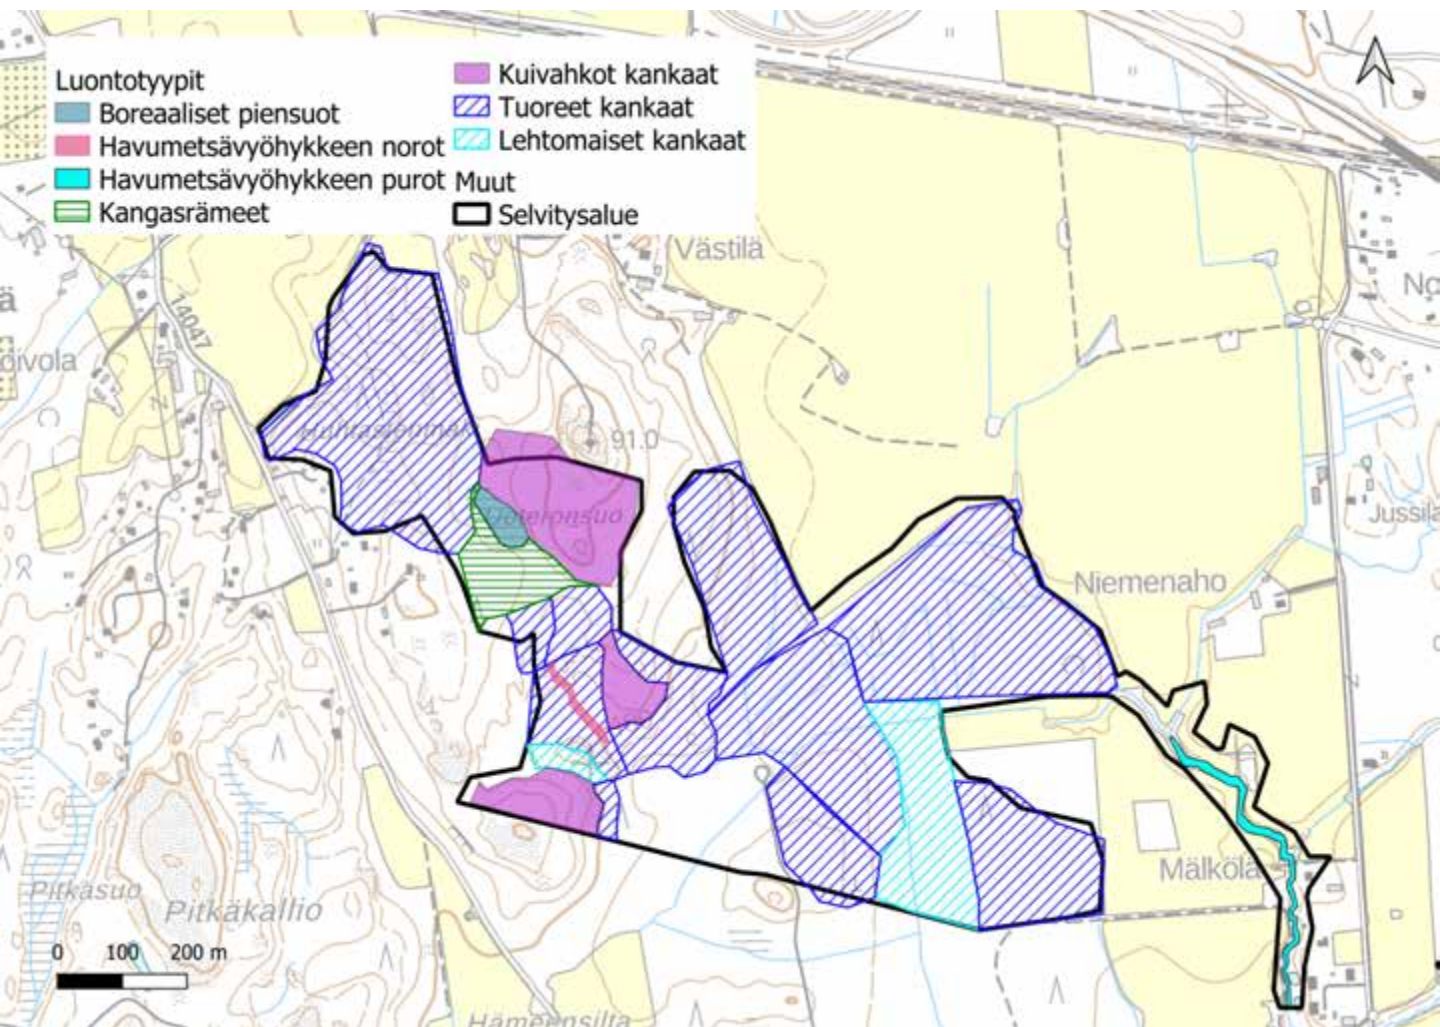 Luontotyypit
Boreaaliset piensuot
Havumetsävyöhykkeen norot
Havumetsävyöhykkeen purot
Kangasrämeet
Kuivahkot kankaat
Tuoreet kankaat
Lehtomaiset kankaat
Muut
Selvitysalue
Västilä
14047
91.0
Niemenaho
Mälkölä
Pitkäsuo
Pitkäkallio
Hämeensilta
0 100 200 m